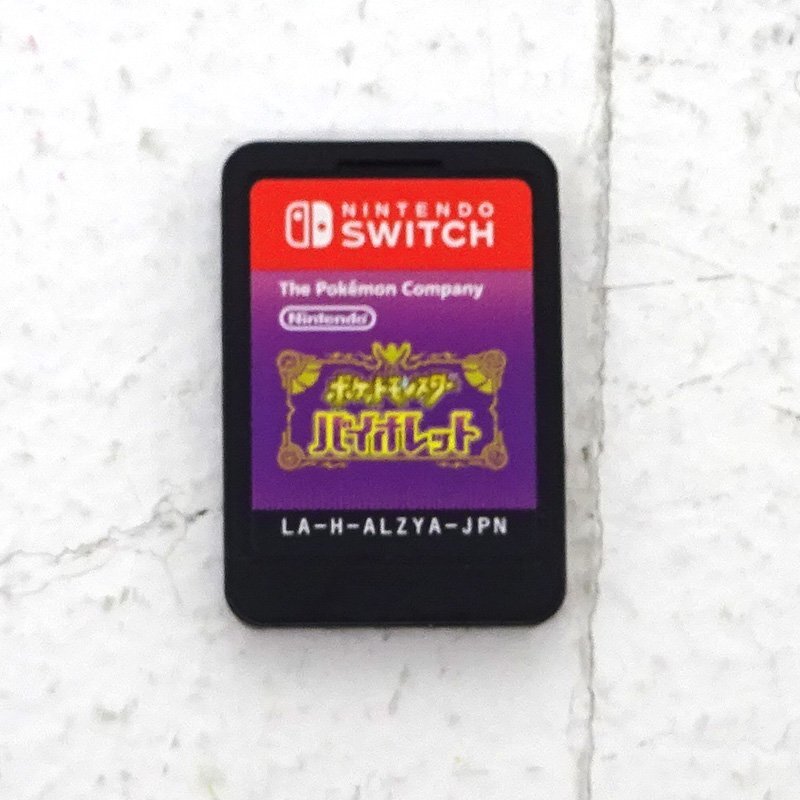 NINTENDO
SWITCH
The Pokémon Company
Nintendo
ポケットモンスター
バイオレット
LA-H-ALZYA-JPN